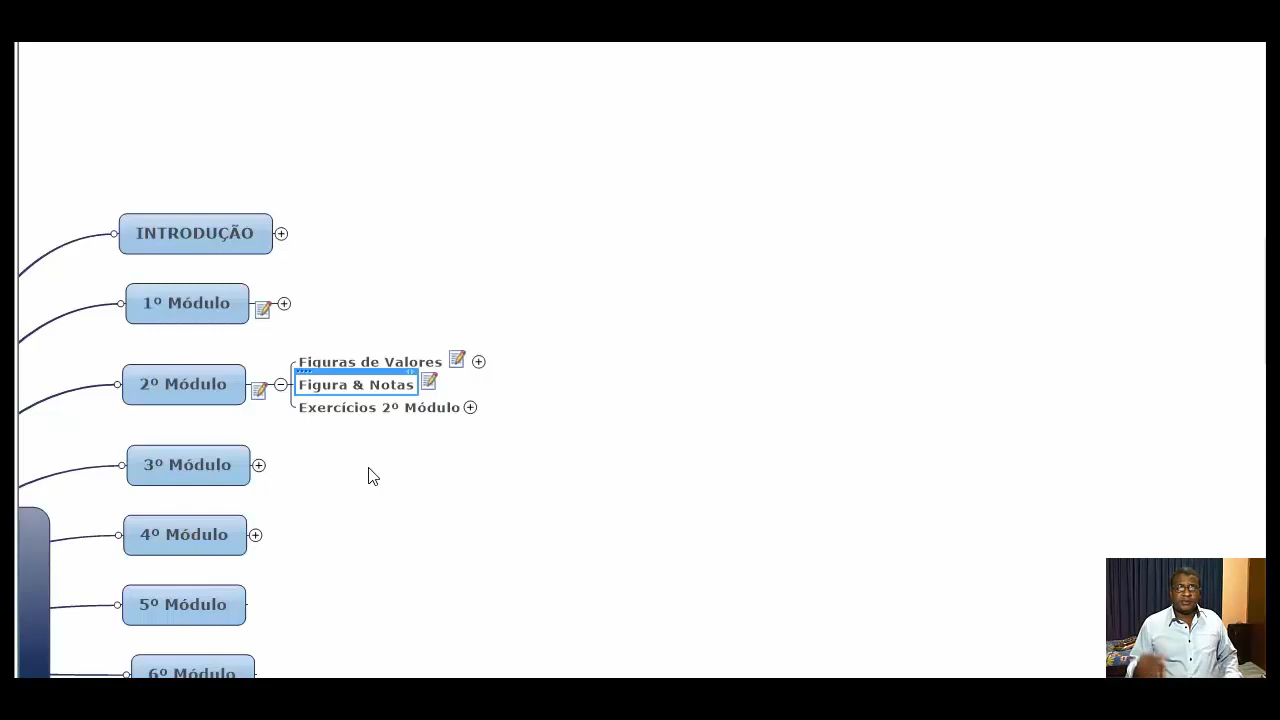 INTRODUÇÃO
1º Módulo
2º Módulo
Figuras de Valores
Figura & Notas
Exercícios 2º Módulo
3º Módulo
4º Módulo
5º Módulo
6º Módulo